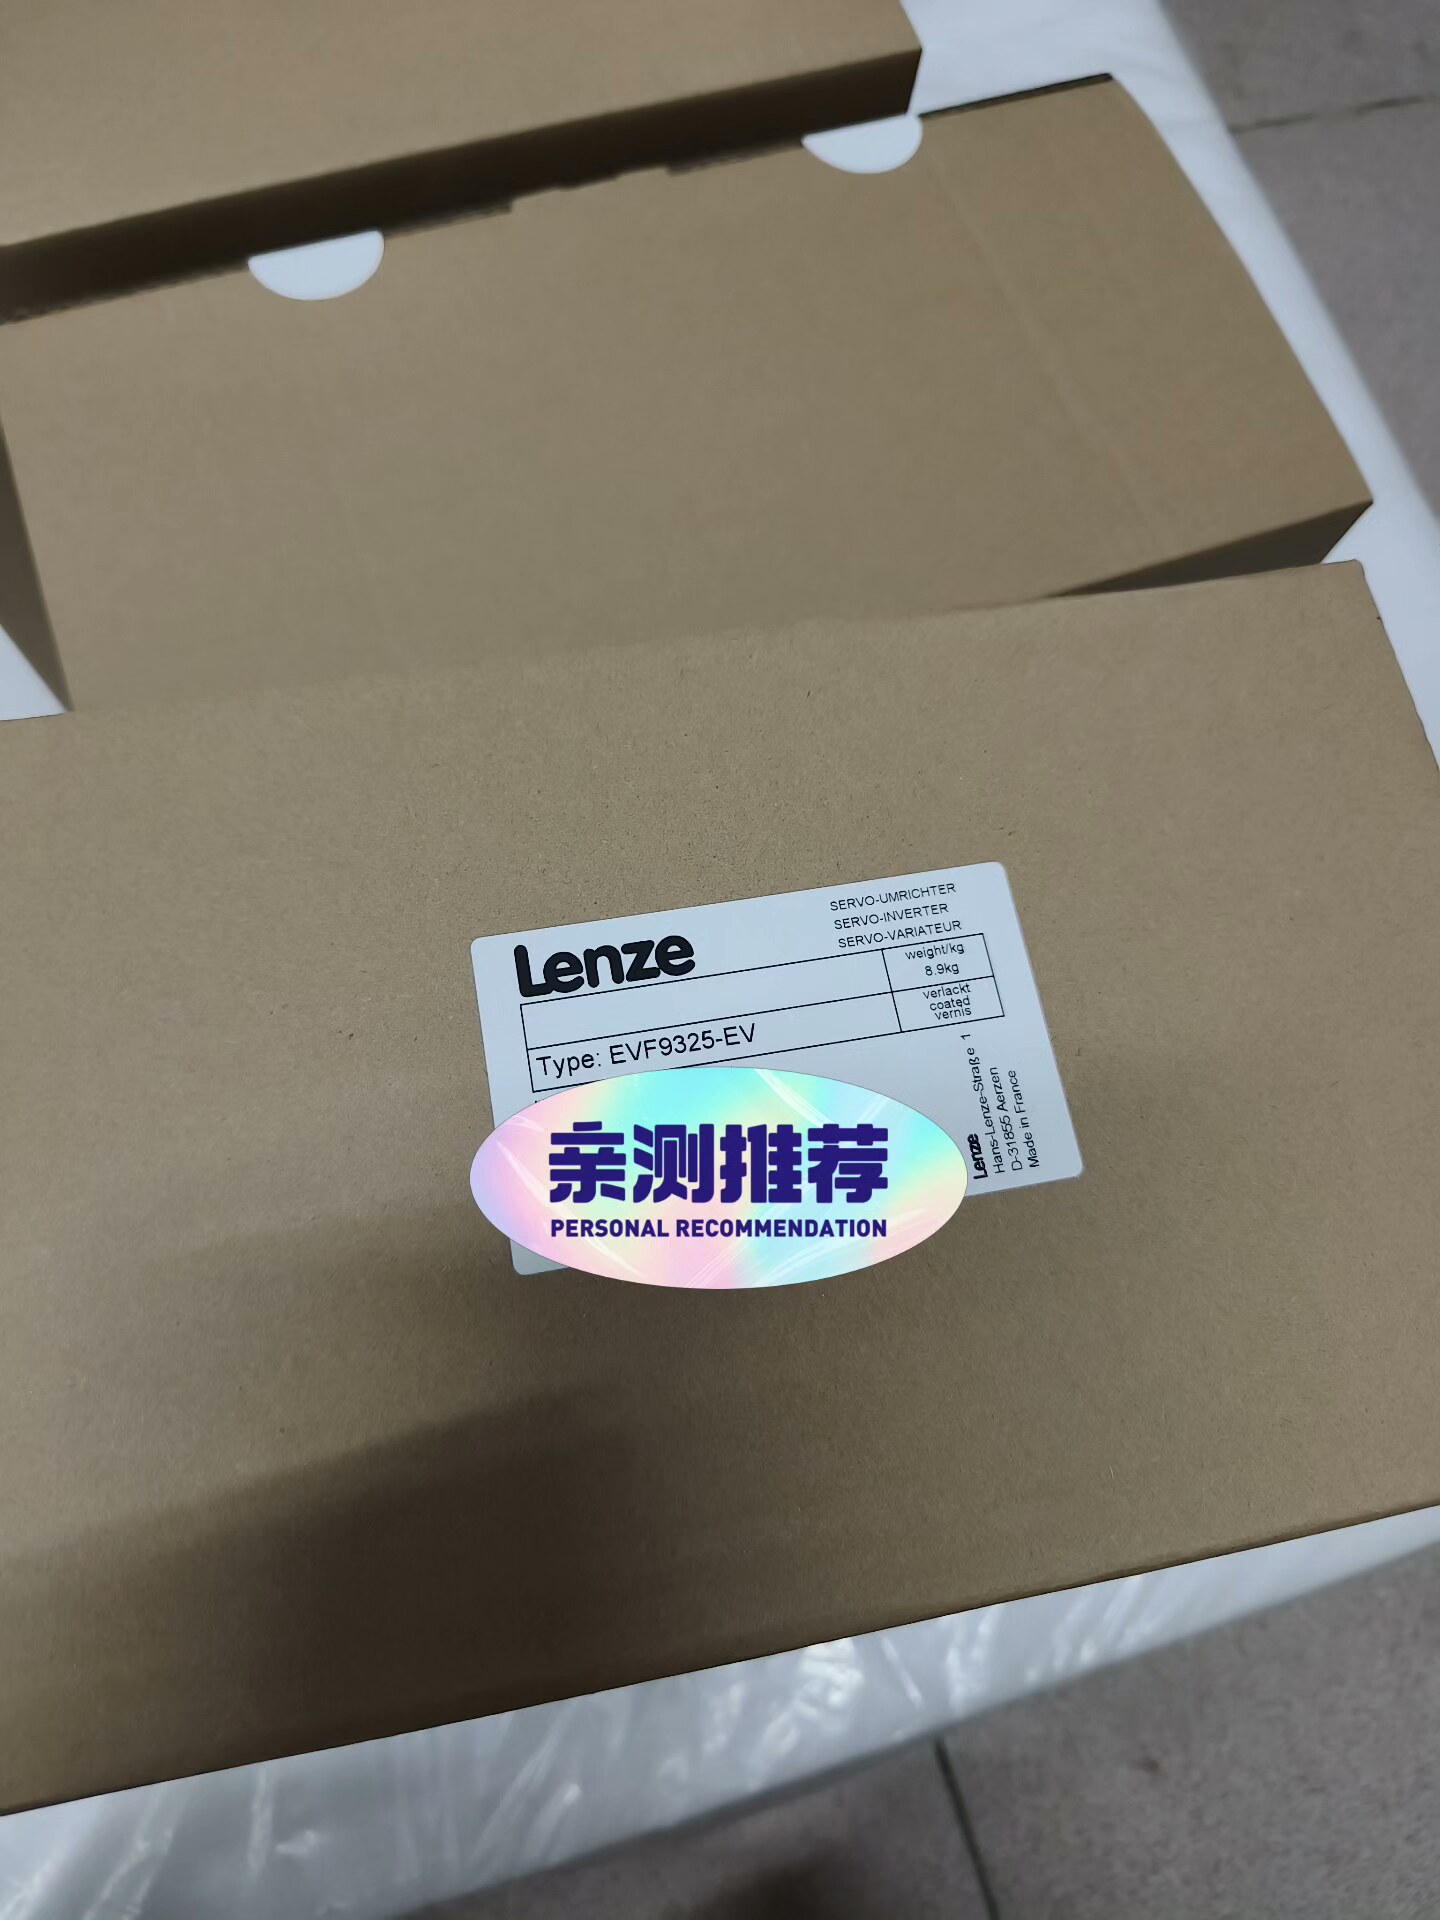 Lenze
SERVO-UMRICHTER
SERVO-INVERTER
SERVO-VARIATEUR
weight/kg
8.9kg
Type: EVF9325-EV
verlackt
coated
vernis
Lenze
Hans-Lenze-Straße 1
D-31855 Aerzen
Made in France
亲测推荐
PERSONAL RECOMMENDATION